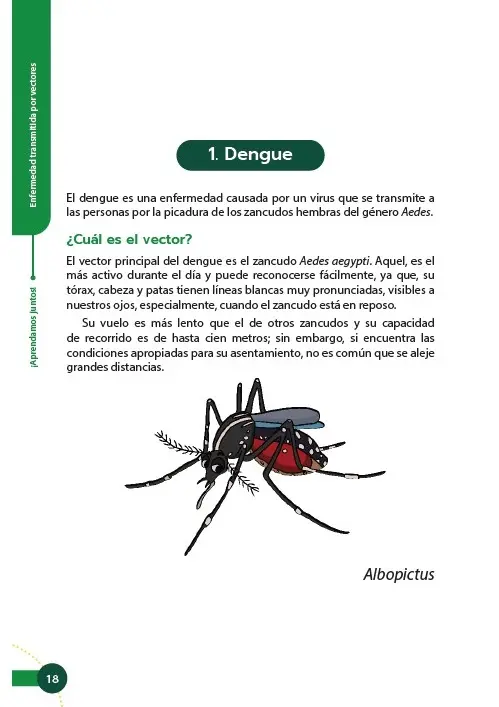 Enfermedad transmitida por vectores
¡Aprendamos juntos!
1. Dengue
El dengue es una enfermedad causada por un virus que se transmite a
las personas por la picadura de los zancudos hembras del género Aedes.
¿Cuál es el vector?
El vector principal del dengue es el zancudo Aedes aegypti. Aquel, es el
más activo durante el día y puede reconocerse fácilmente, ya que, su
tórax, cabeza y patas tienen líneas blancas muy pronunciadas, visibles a
nuestros ojos, especialmente, cuando el zancudo está en reposo.
Su vuelo es más lento que el de otros zancudos y su capacidad
de recorrido es de hasta cien metros; sin embargo, si encuentra las
condiciones apropiadas para su asentamiento, no es común que se aleje
grandes distancias.
Albopictus
18